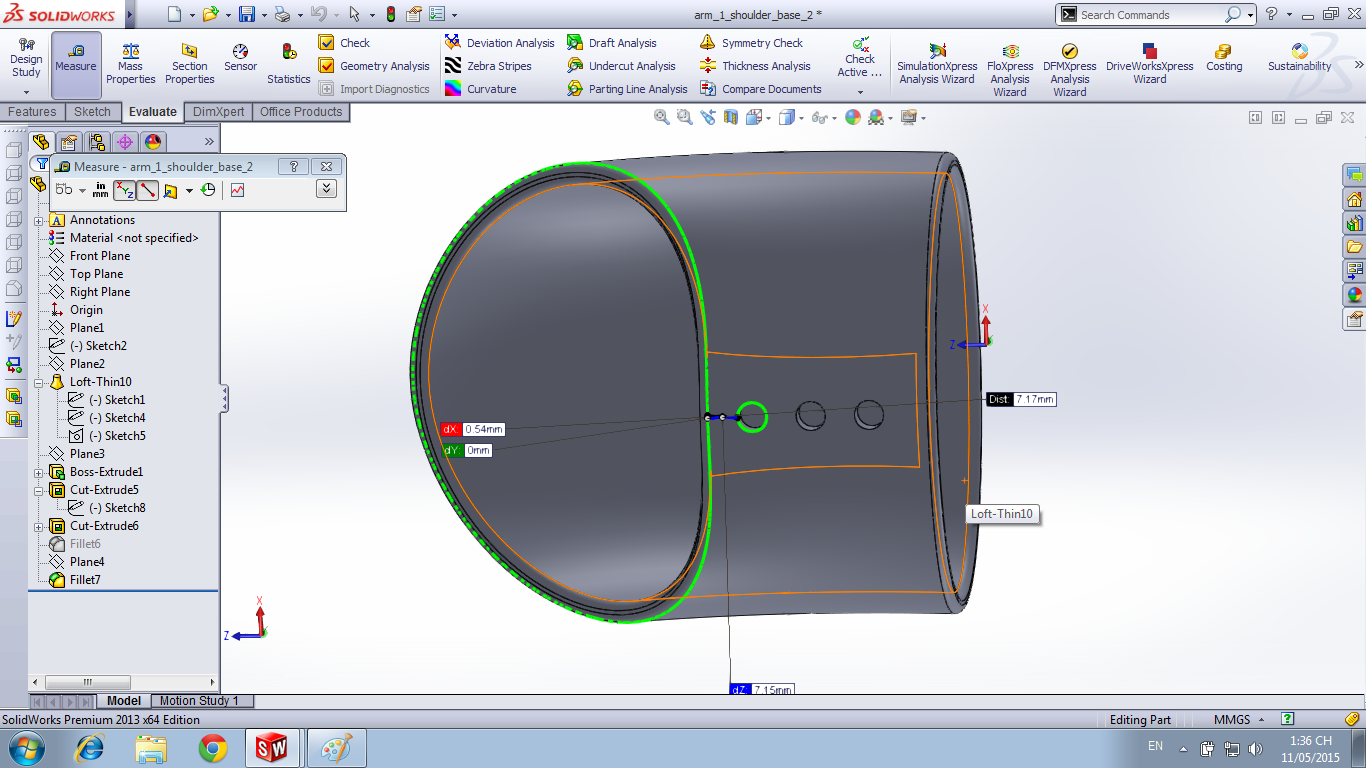 SOLIDWORKS
arm_1_shoulder_base_2 *
Search Commands
Design Study
Measure
Mass Properties
Section Properties
Sensor
Statistics
Check
Geometry Analysis
Import Diagnostics
Deviation Analysis
Zebra Stripes
Curvature
Draft Analysis
Undercut Analysis
Parting Line Analysis
Symmetry Check
Thickness Analysis
Compare Documents
Check Active ...
SimulationXpress Analysis Wizard
FloXpress Analysis Wizard
DFMXpress Analysis Wizard
DriveWorksXpress Wizard
Costing
Sustainability
Features
Sketch
Evaluate
DimXpert
Office Products
Measure - arm_1_shoulder_base_2
in
mm
Annotations
Material <not specified>
Front Plane
Top Plane
Right Plane
Origin
Plane1
(-) Sketch2
Plane2
Loft-Thin10
(-) Sketch1
(-) Sketch4
(-) Sketch5
Plane3
Boss-Extrude1
Cut-Extrude5
(-) Sketch8
Cut-Extrude6
Fillet6
Plane4
Fillet7
X
Z
X
Z
Dist: 7.17mm
dX: 0.54mm
dY: 0mm
Loft-Thin10
dZ: 7.15mm
Model
Motion Study 1
SolidWorks Premium 2013 x64 Edition
Editing Part
MMGS
EN
1:36 CH
11/05/2015